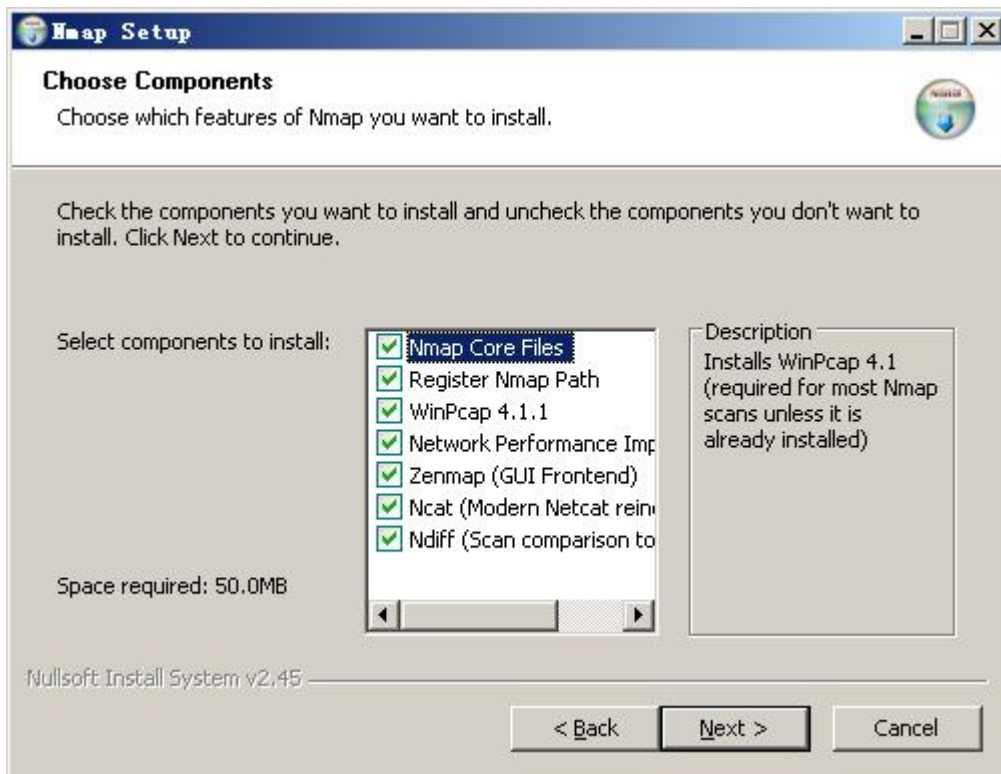 Nmap Setup
Choose Components
Choose which features of Nmap you want to install.
Check the components you want to install and uncheck the components you don't want to
install. Click Next to continue.
Select components to install:
Nmap Core Files
Register Nmap Path
WinPcap 4.1.1
Network Performance Imp
Zenmap (GUI Frontend)
Ncat (Modern Netcat rein
Ndiff (Scan comparison to
Description
Installs WinPcap 4.1
(required for most Nmap
scans unless it is
already installed)
Space required: 50.0MB
Nullsoft Install System v2.45
< Back
Next >
Cancel